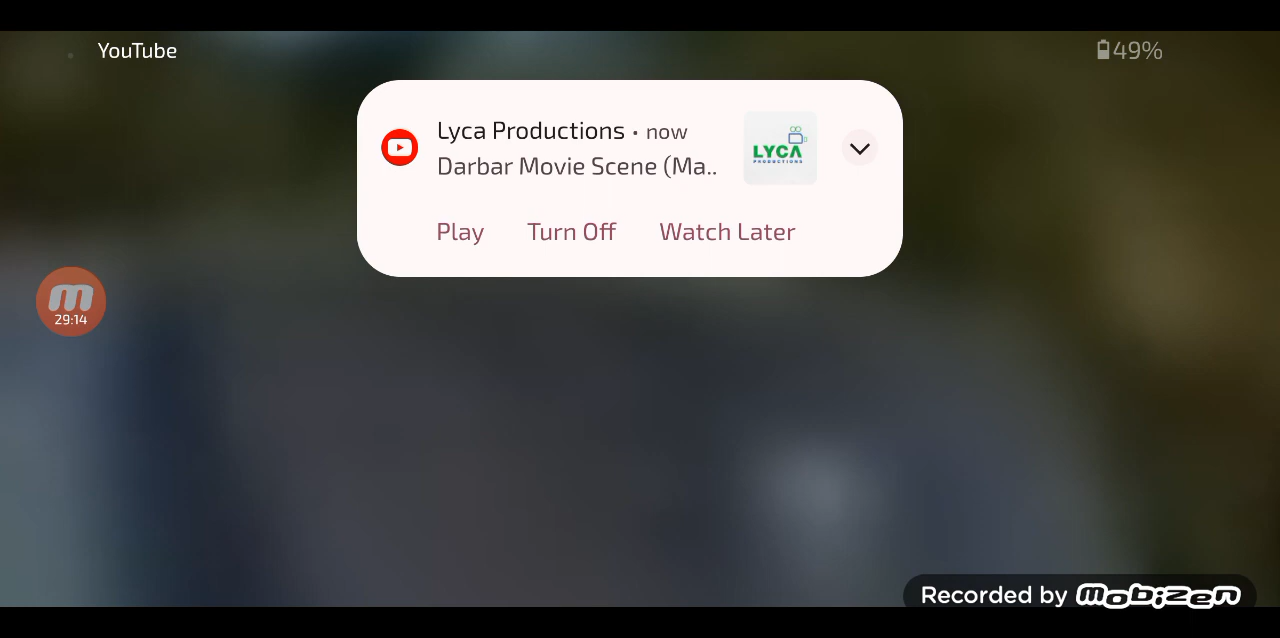 YouTube
49%
Lyca Productions • now
Darbar Movie Scene (Ma..
LYCA
PRODUCTIONS
Play Turn Off Watch Later
m
29:14
Recorded by mobizen